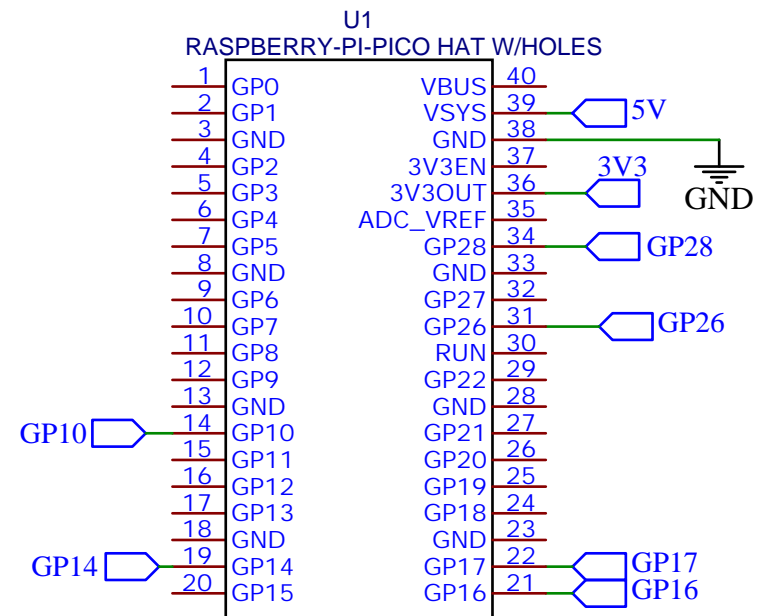 U1
RASPBERRY-PI-PICO HAT W/HOLES
1 GP0 VBUS 40
2 GP1 VSYS 39 5V
3 GND GND 38
4 GP2 3V3EN 37
5 GP3 3V3OUT 36 3V3
GND
6 GP4 ADC_VREF 35
7 GP5 GP28 34 GP28
8 GND GND 33
9 GP6 GP27 32
10 GP7 GP26 31 GP26
11 GP8 RUN 30
12 GP9 GP22 29
13 GND GND 28
GP10 14 GP10 GP21 27
15 GP11 GP20 26
16 GP12 GP19 25
17 GP13 GP18 24
18 GND GND 23
GP14 19 GP14 GP17 22 GP17
20 GP15 GP16 21 GP16